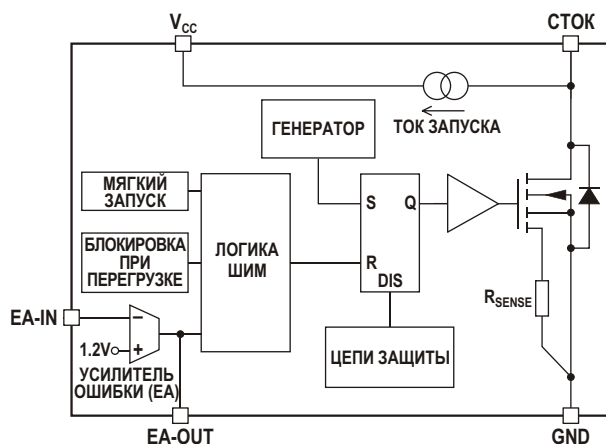 VCC
СТОК
ГЕНЕРАТОР
ТОК ЗАПУСКА
МЯГКИЙ
ЗАПУСК
БЛОКИРОВКА
ПРИ
ПЕРЕГРУЗКЕ
ЛОГИКА
ШИМ
S
Q
R
DIS
RSENSE
EA-IN
1.2V
−
+
УСИЛИТЕЛЬ
ОШИБКИ (EA)
ЦЕПИ ЗАЩИТЫ
EA-OUT
GND